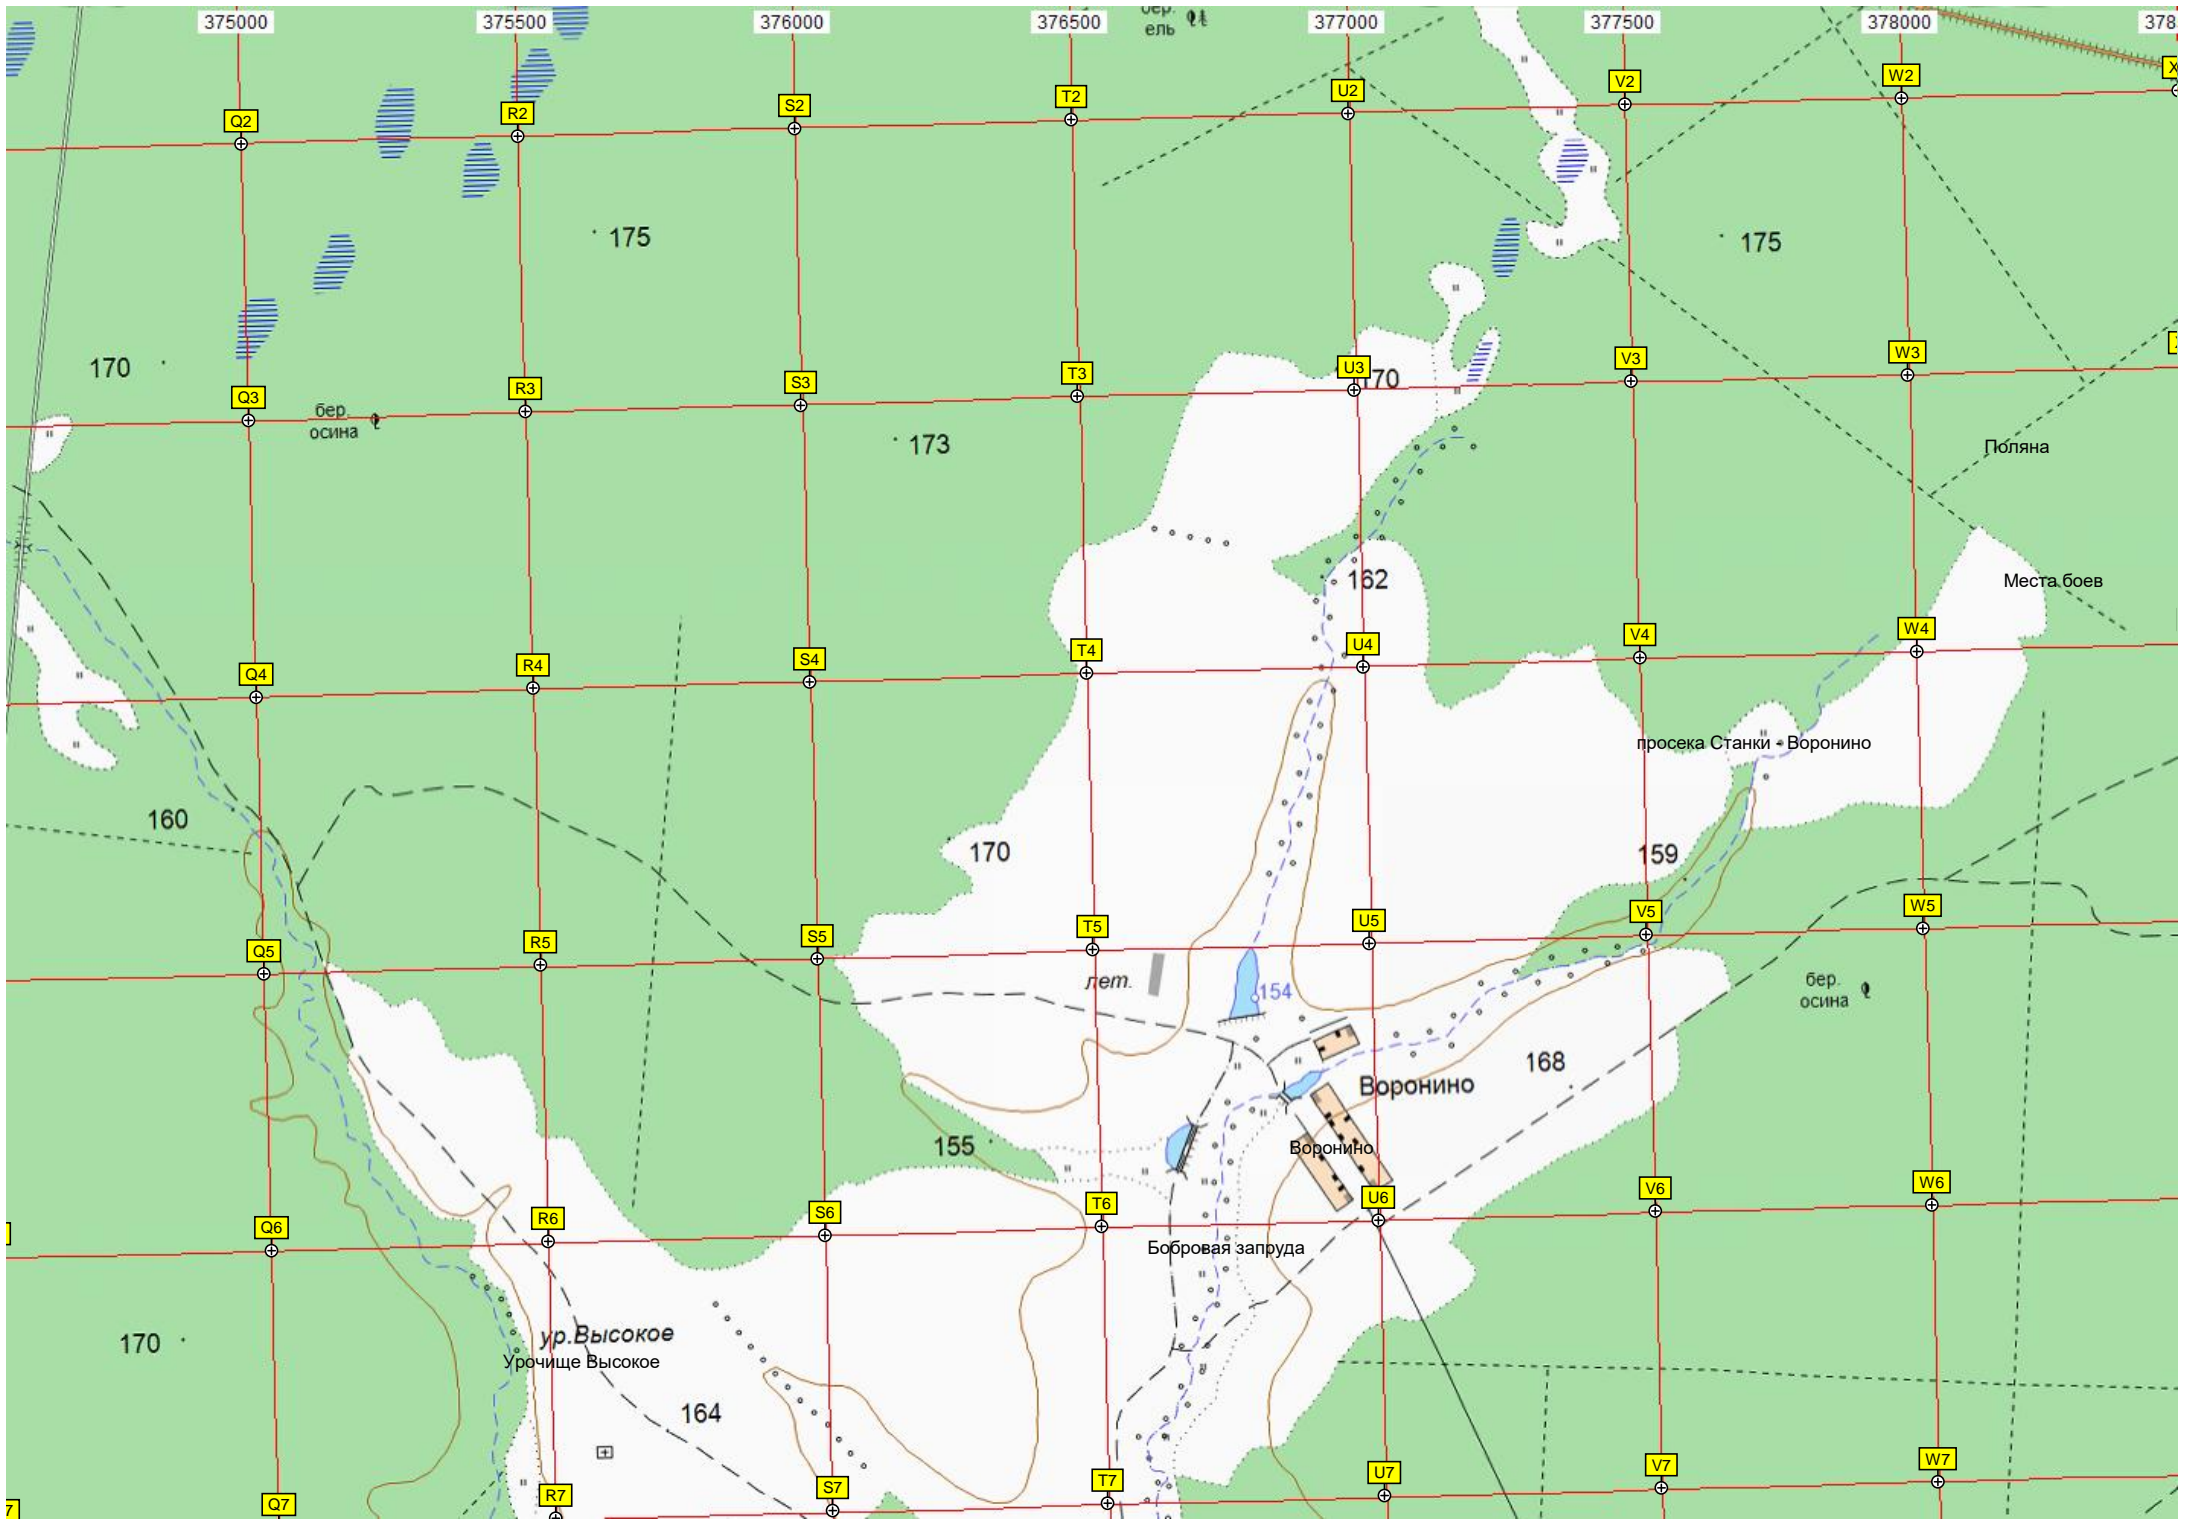 375000 375500 376000 376500 377000 377500 378000 378
бер.
ель
Q2 R2 S2 T2 U2 V2 W2 X
175
175
170
Q3 R3 S3 T3 U3 V3 W3
170
бер.
осина
173
Поляна
162
Места боев
Q4 R4 S4 T4 U4 V4 W4
просека Станки - Воронино
160
170
159
Q5 R5 S5 T5 U5 V5 W5
лет.
154
бер.
осина
168
Воронино
155
Воронино
Q6 R6 S6 T6 U6 V6 W6
Бобровая запруда
170
ур.Высокое
Урочище Высокое
164
7 Q7 R7 S7 T7 U7 V7 W7